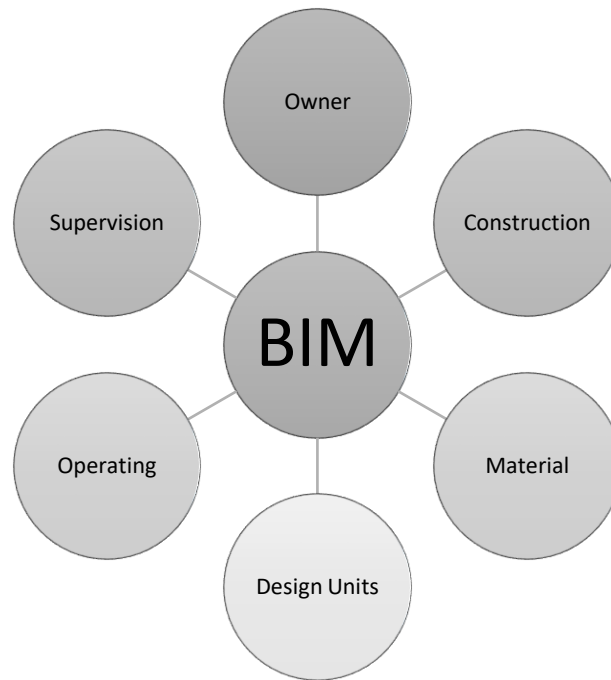 Owner
Supervision
Construction
BIM
Operating
Material
Design Units